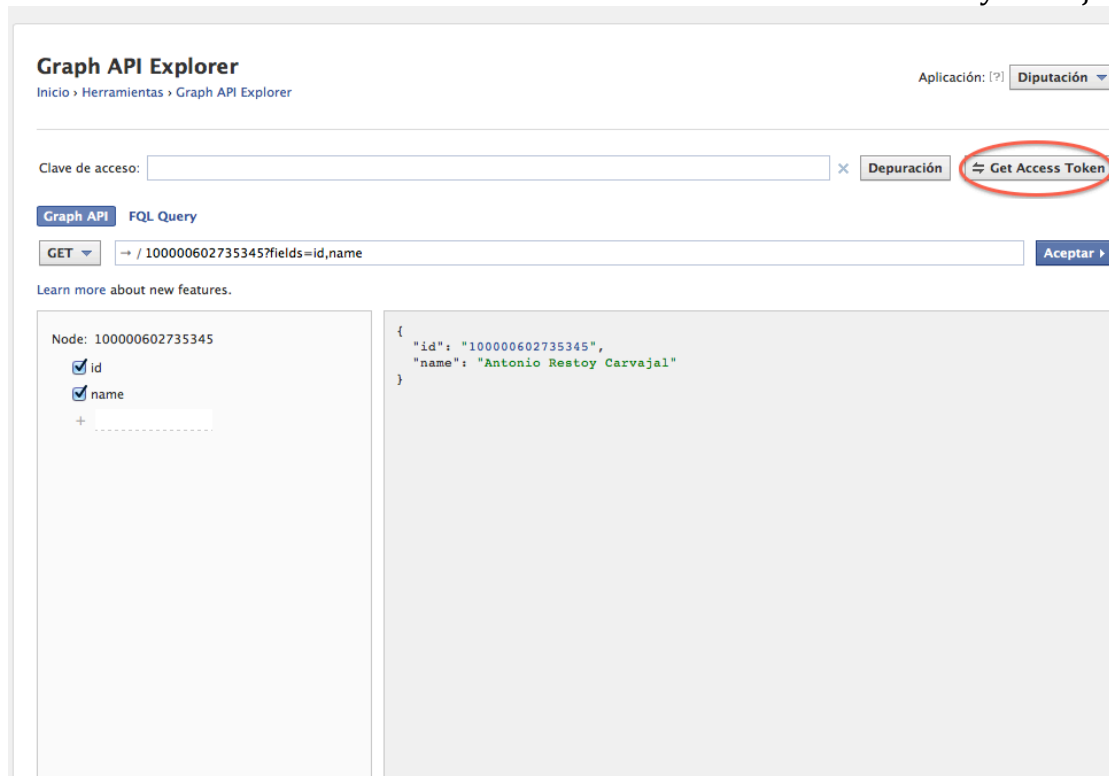 Graph API Explorer
Inicio › Herramientas › Graph API Explorer
Aplicación: [?] Diputación
Clave de acceso: × Depuración ⇋ Get Access Token
Graph API FQL Query
GET → / 100000602735345?fields=id,name Aceptar
Learn more about new features.
Node: 100000602735345
id
name
+
{
"id": "100000602735345",
"name": "Antonio Restoy Carvajal"
}